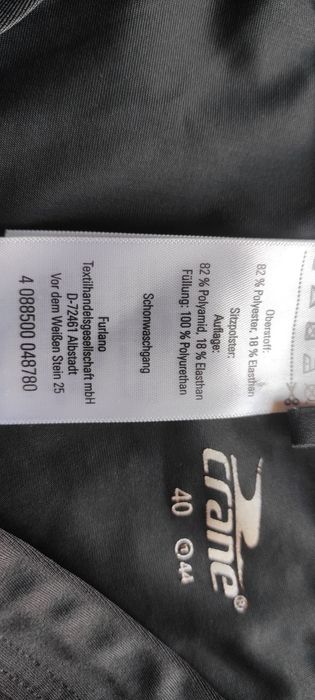 Oberstoff:
82 % Polyester, 18 % Elasthan
Sitzpolster:
Auflage:
82 % Polyamid, 18 % Elasthan
Füllung: 100 % Polyurethan
Schonwaschgang
Furlano
Textilhandelsgesellschaft mbH
D-72461 Albstadt
Vor dem Weißen Stein 25
4 088500 048780
crane®
40 44